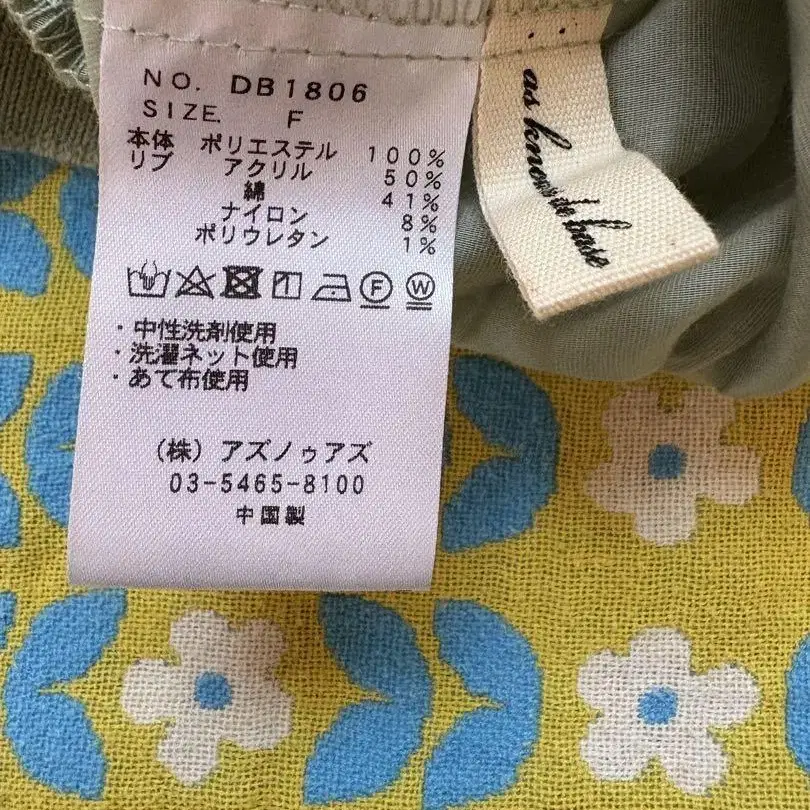 NO. DB1806
SIZE. F
本体 ポリエステル 100%
リブ アクリル 50%
綿 41%
ナイロン 8%
ポリウレタン 1%
F W
・中性洗剤使用
・洗濯ネット使用
・あて布使用
(株) アズノゥアズ
03-5465-8100
中国製
as know as de base